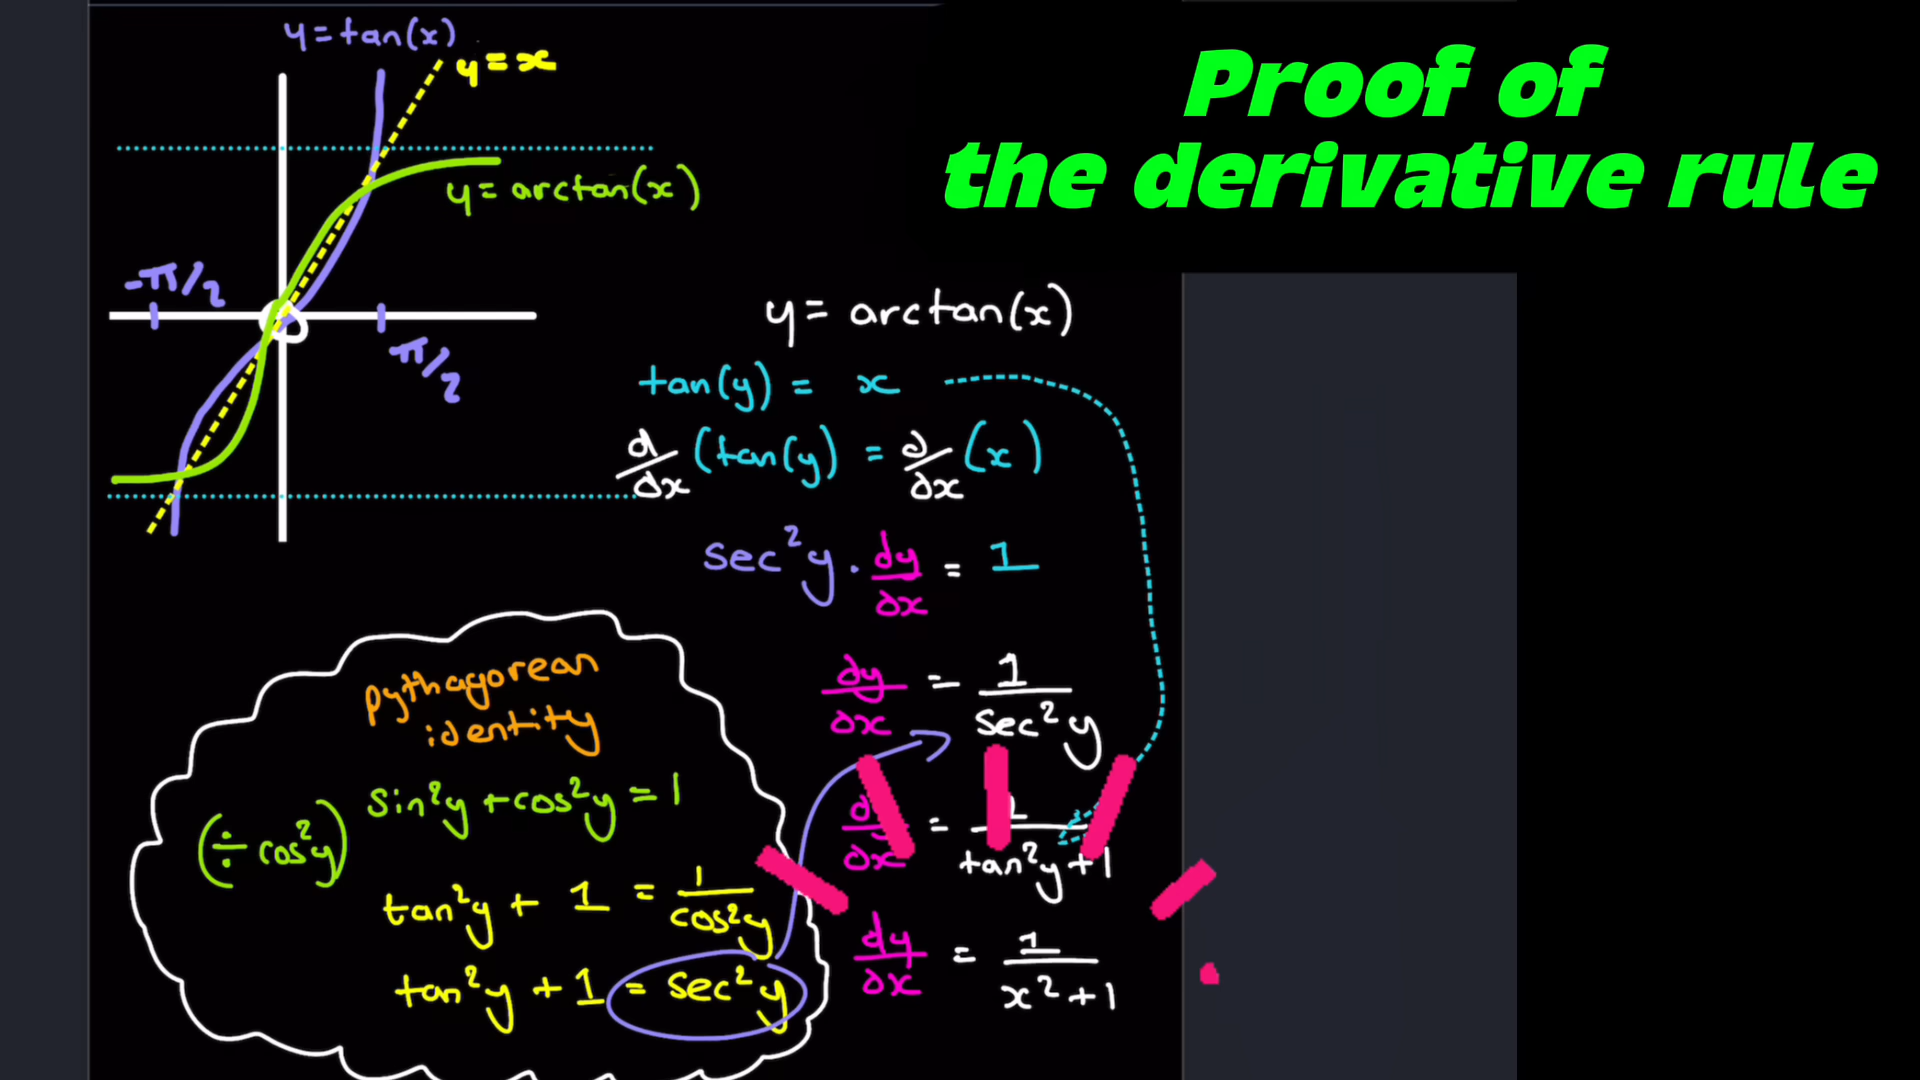 Proof of
the derivative rule
y = tan(x)
y = x
y = arctan(x)
-π/2
π/2
y = arctan(x)
tan(y) = x
d/dx (tan(y) = d/dx (x)
sec²y · dy/dx = 1
dy/dx = 1/sec²y
= 1/tan²y+1
dy/dx = 1/x²+1
pythagorean
identity
sin²y + cos²y = 1
(÷ cos²y)
tan²y + 1 = 1/cos²y
tan²y + 1 = sec²y